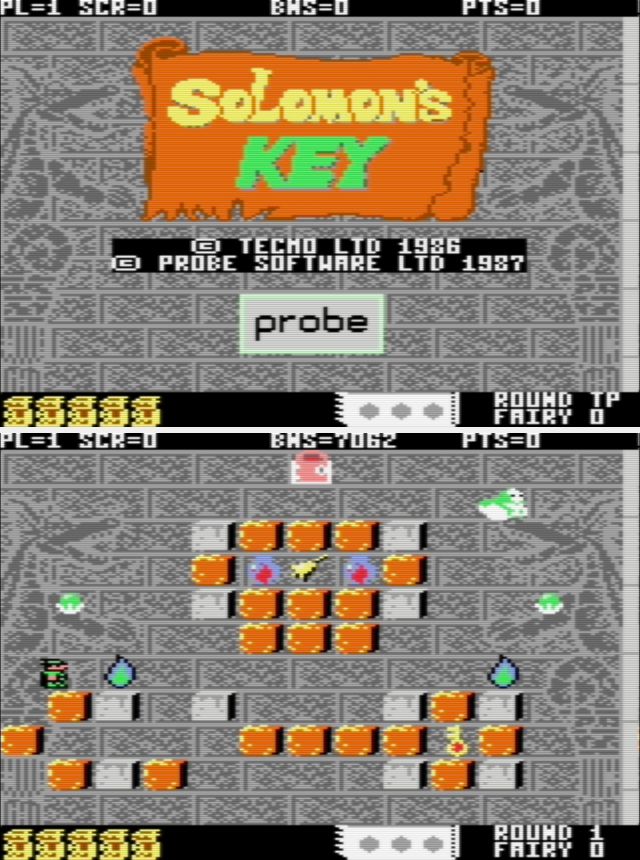 PL=1 SCR=0 BNS=0 PTS=0
SOLOMON'S
KEY
© TECMO LTD 1986
© PROBE SOFTWARE LTD 1987
probe
ROUND TP
FAIRY 0
PL=1 SCR=0 BNS=7062 PTS=0
ROUND 1
FAIRY 0